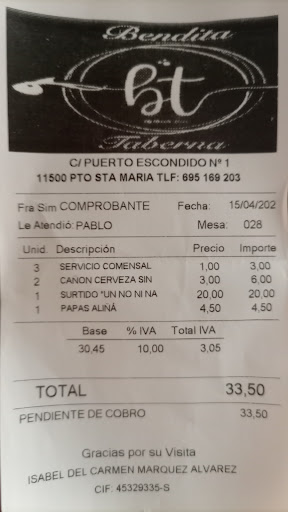 Bendita
bt
Taberna
C/ PUERTO ESCONDIDO Nº 1
11500 PTO STA MARIA TLF: 695 169 203
Fra Sim COMPROBANTE Fecha: 15/04/202
Le Atendió: PABLO Mesa: 028
Unid. Descripción Precio Importe
3 SERVICIO COMENSAL 1,00 3,00
2 CAÑON CERVEZA SIN 3,00 6,00
1 SURTIDO "UN NO NI NA 20,00 20,00
1 PAPAS ALIÑÁ 4,50 4,50
Base % IVA Total IVA
30,45 10,00 3,05
TOTAL 33,50
PENDIENTE DE COBRO 33,50
Gracias por su Visita
ISABEL DEL CARMEN MARQUEZ ALVAREZ
CIF: 45329335-S